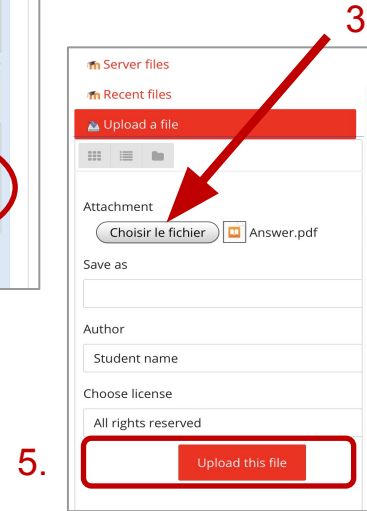 3
Server files
Recent files
Upload a file
Attachment
Choisir le fichier Answer.pdf
Save as
Author
Student name
Choose license
All rights reserved
5. Upload this file